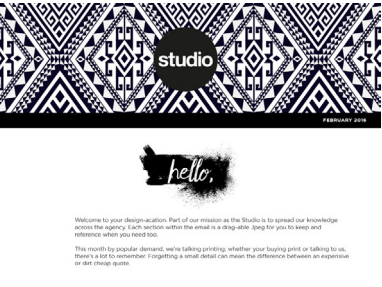 studio
FEBRUARY 2016
hello,
Welcome to your design-acation. Part of our mission as the Studio is to spread our knowledge
across the agency. Each section within the email is a drag-able Jpeg for you to keep and
reference when you need too.
This month by popular demand, we're talking printing; whether your buying print or talking to us,
there's a lot to remember. Forgetting a small detail can mean the difference between an expensive
or dirt cheap quote.